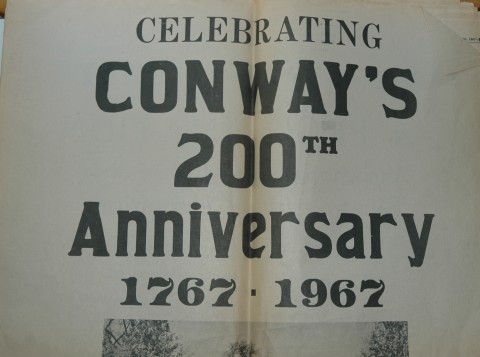 CELEBRATING
CONWAY'S
200TH
Anniversary
1767 · 1967